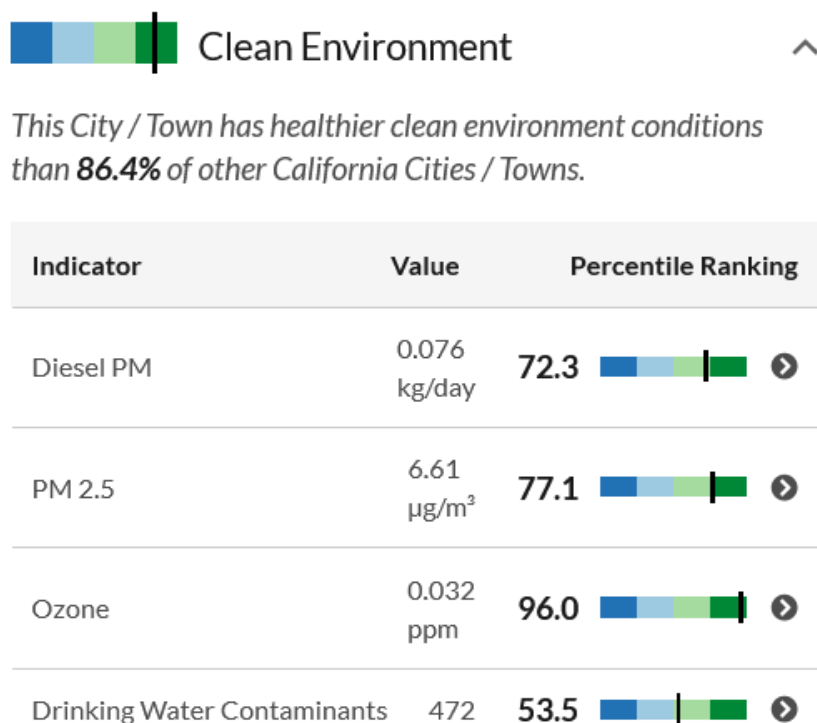 Clean Environment
This City / Town has healthier clean environment conditions
than 86.4% of other California Cities / Towns.
Indicator Value Percentile Ranking
Diesel PM 0.076 kg/day 72.3
PM 2.5 6.61 µg/m³ 77.1
Ozone 0.032 ppm 96.0
Drinking Water Contaminants 472 53.5